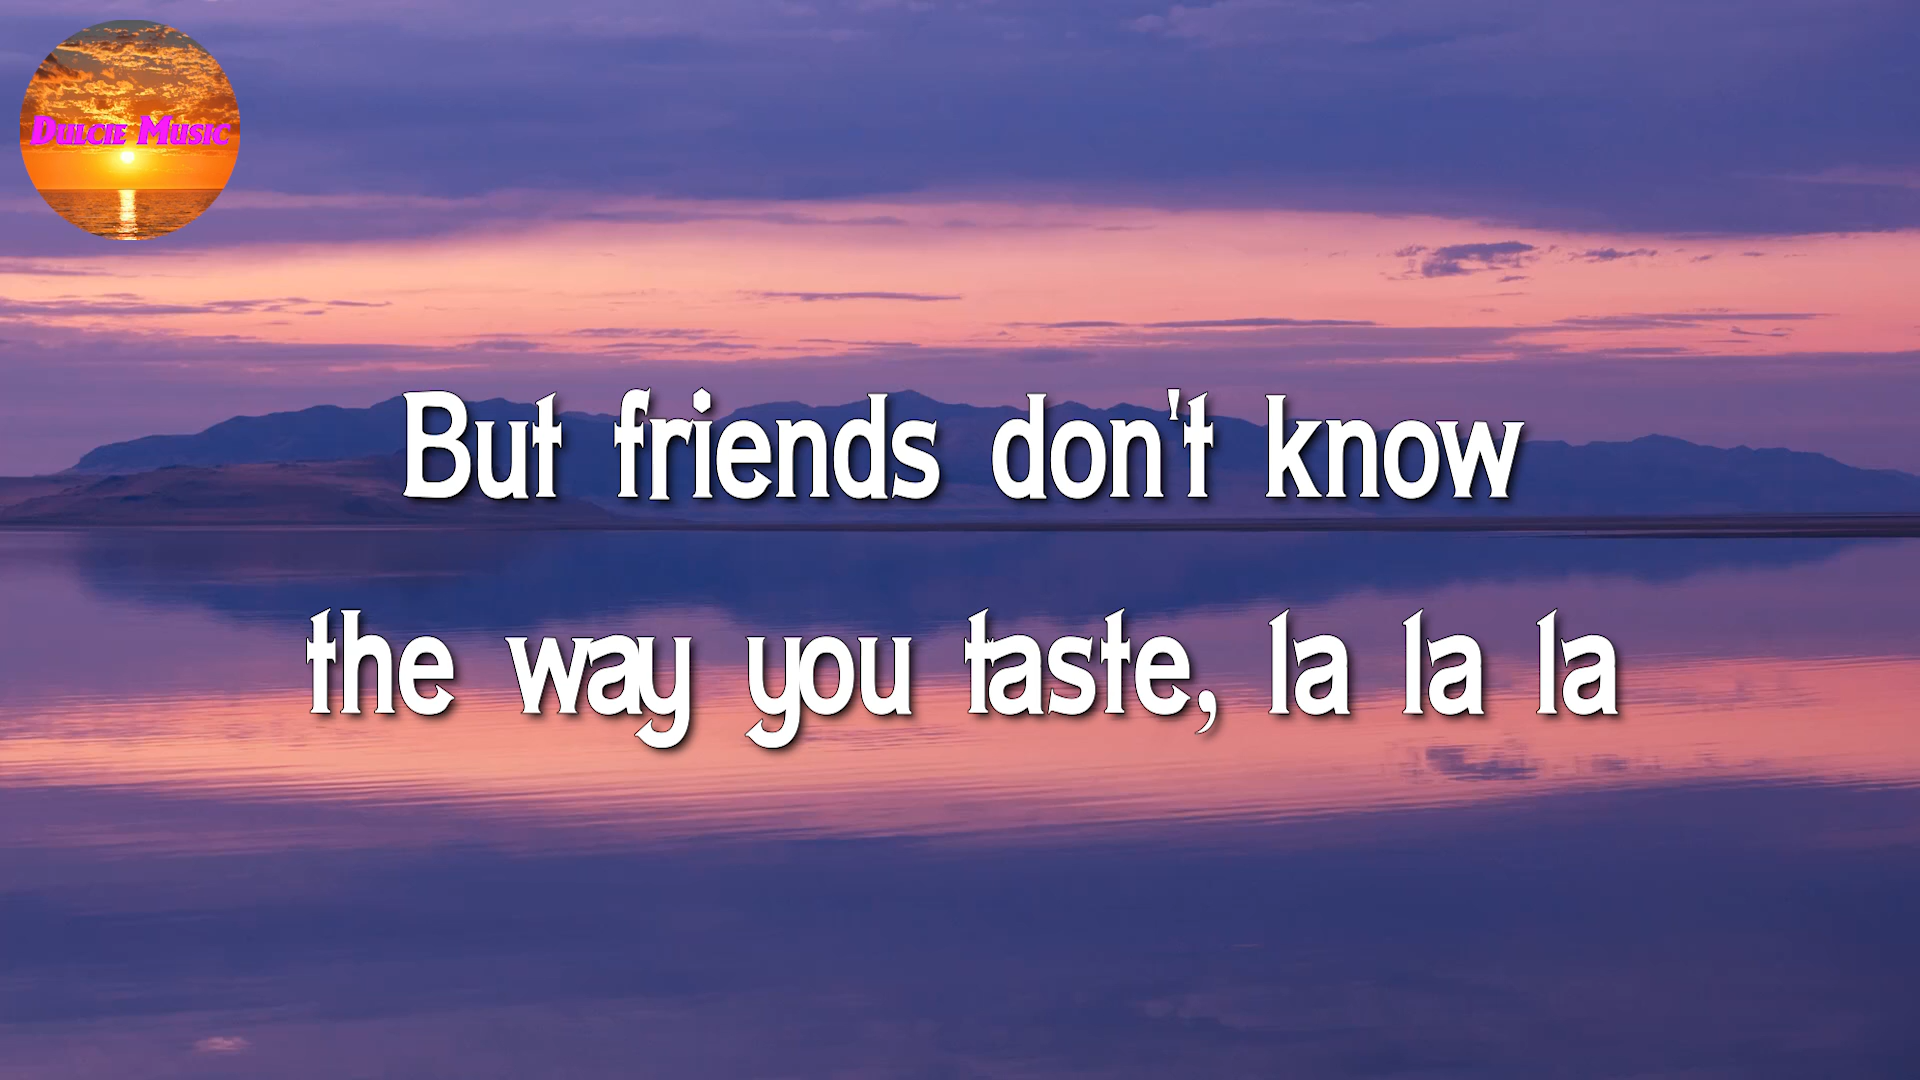 Dulcie Music
But friends don't know
the way you taste, la la la